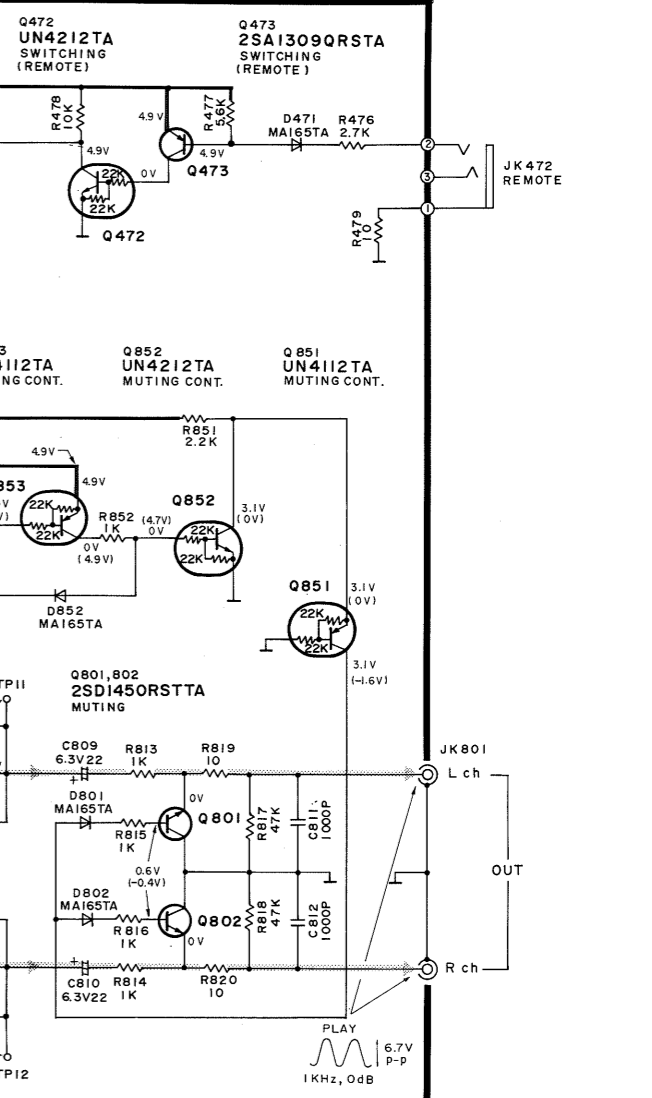 Q472
UN4212TA
SWITCHING
(REMOTE)
Q473
2SA1309QRSTA
SWITCHING
(REMOTE)
R478
10K
4.9V
R477
5.6K
D471
MA165TA
R476
2.7K
4.9V
4.9V
22K
0V
Q473
22K
Q472
2
3
1
JK472
REMOTE
R479
10
3
4112TA
NG CONT.
Q852
UN4212TA
MUTING CONT.
Q851
UN4112TA
MUTING CONT.
R851
2.2K
4.9V
4.9V
853
V
V)
22K
22K
R852
1K
(4.7V)
0V
0V
(4.9V)
Q852
22K
22K
3.1V
(0V)
D852
MA165TA
Q851
3.1V
(0V)
22K
22K
3.1V
(-1.6V)
TP11
Q801,802
2SD1450RSTTA
MUTING
C809
6.3V22
+
R813
1K
R819
10
JK801
L ch
D801
MA165TA
R815
1K
0V
Q801
R817
47K
C811
1000P
0.6V
(-0.4V)
OUT
D802
MA165TA
R816
1K
Q802
0V
R818
47K
C812
1000P
+
C810
6.3V22
R814
1K
R820
10
R ch
PLAY
6.7V
p-p
1KHz, 0dB
TP12